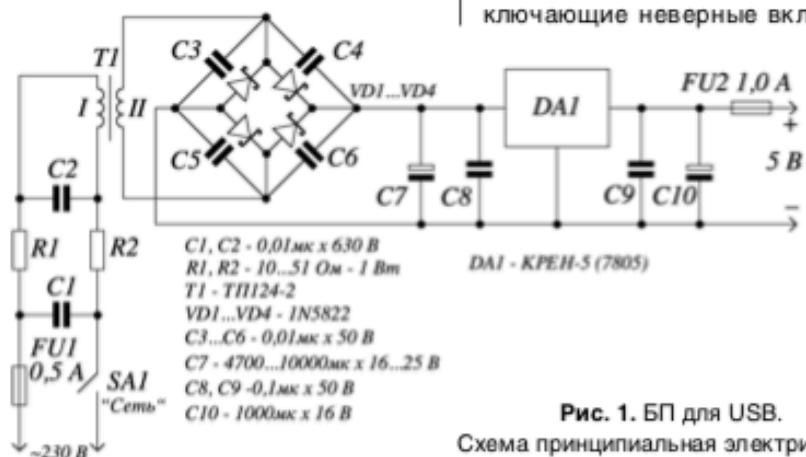 ключающие неверные вкл
T1
I
II
C3
C4
C5
C6
VD1...VD4
DA1
FU2 1,0 A
+
5 В
–
C7
C8
C9
C10
C2
R1
R2
C1
FU1
0,5 A
SA1
"Сеть"
~230 В
C1, C2 - 0,01мк x 630 В
R1, R2 - 10...51 Ом - 1 Вт
T1 - ТП124-2
VD1...VD4 - 1N5822
C3...C6 - 0,01мк x 50 В
C7 - 4700...10000мк x 16...25 В
C8, C9 -0,1мк x 50 В
C10 - 1000мк x 16 В
DA1 - КРЕН-5 (7805)
Рис. 1. БП для USB.
Схема принципиальная электри